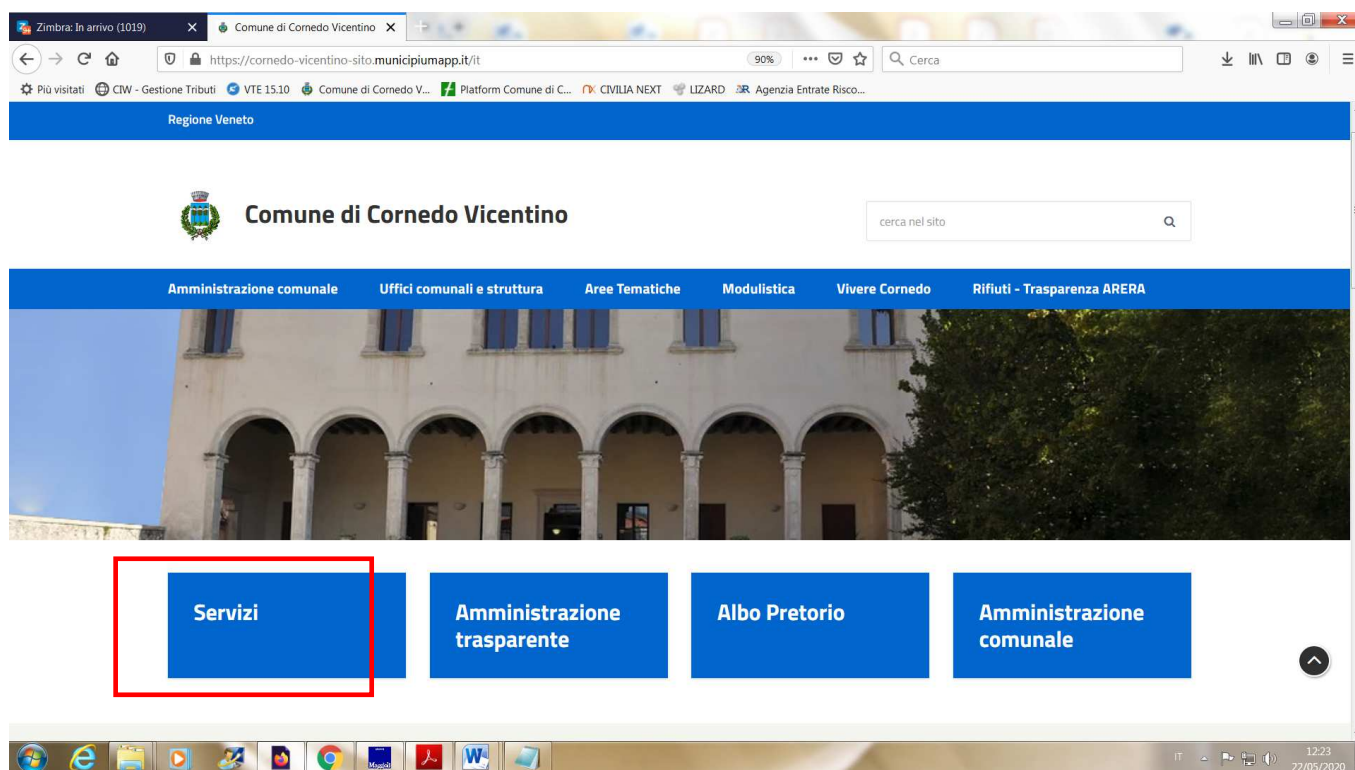 Zimbra: In arrivo (1019)
Comune di Cornedo Vicentino
https://cornedo-vicentino-sito.municipiumapp.it/it
90%
Cerca
Più visitati
CIW - Gestione Tributi
VTE 15.10
Comune di Cornedo V...
Platform Comune di C...
CIVILIA NEXT
LIZARD
Agenzia Entrate Risco...
Regione Veneto
Comune di Cornedo Vicentino
cerca nel sito
Amministrazione comunale
Uffici comunali e struttura
Aree Tematiche
Modulistica
Vivere Cornedo
Rifiuti - Trasparenza ARERA
Servizi
Amministrazione
trasparente
Albo Pretorio
Amministrazione
comunale
Maggioli
IT
12:23
22/05/2020